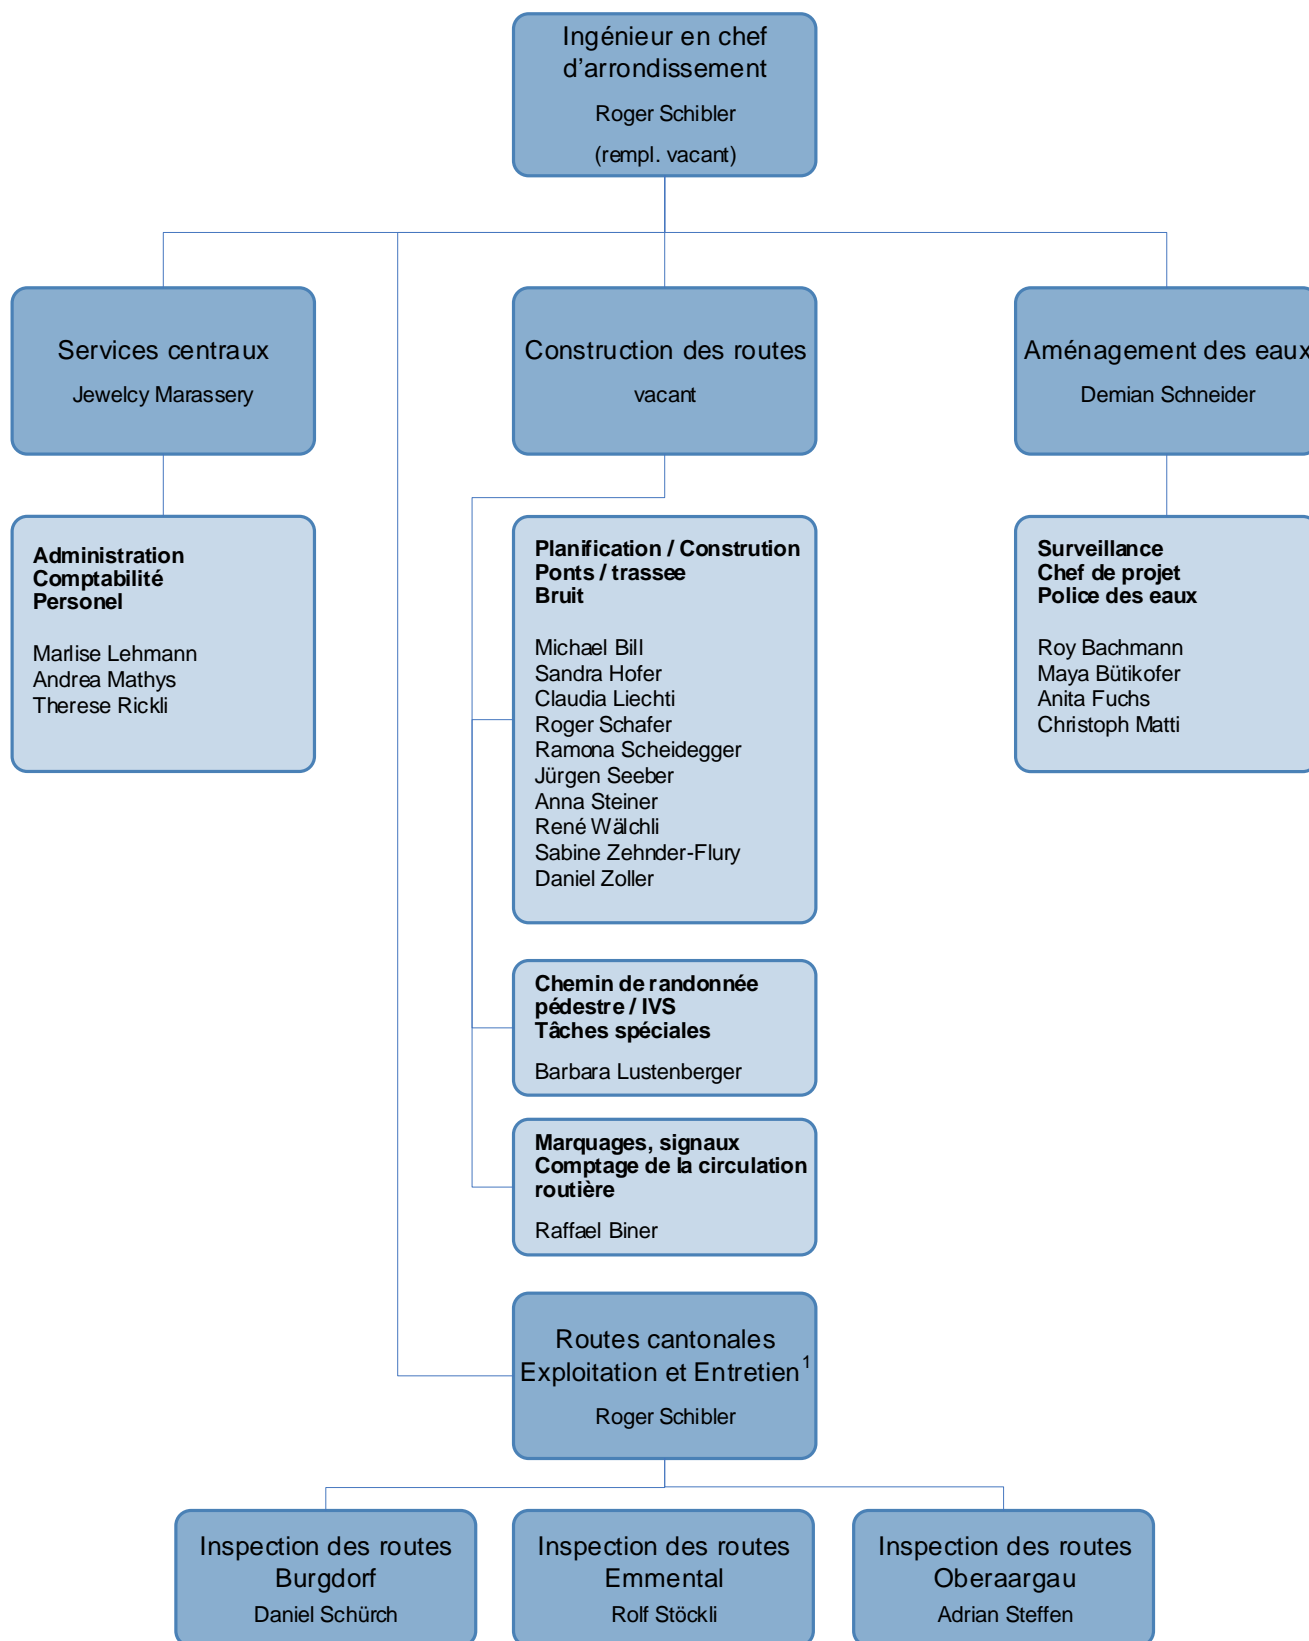 Ingénieur en chef
d’arrondissement
Roger Schibler
(rempl. vacant)
Services centraux
Jewelcy Marassery
Construction des routes
vacant
Aménagement des eaux
Demian Schneider
Administration
Comptabilité
Personel
Marlise Lehmann
Andrea Mathys
Therese Rickli
Planification / Constrution
Ponts / trassee
Bruit
Michael Bill
Sandra Hofer
Claudia Liechti
Roger Schafer
Ramona Scheidegger
Jürgen Seeber
Anna Steiner
René Wälchli
Sabine Zehnder-Flury
Daniel Zoller
Surveillance
Chef de projet
Police des eaux
Roy Bachmann
Maya Bütikofer
Anita Fuchs
Christoph Matti
Chemin de randonnée
pédestre / IVS
Tâches spéciales
Barbara Lustenberger
Marquages, signaux
Comptage de la circulation
routière
Raffael Biner
Routes cantonales
Exploitation et Entretien¹
Roger Schibler
Inspection des routes
Burgdorf
Daniel Schürch
Inspection des routes
Emmental
Rolf Stöckli
Inspection des routes
Oberaargau
Adrian Steffen